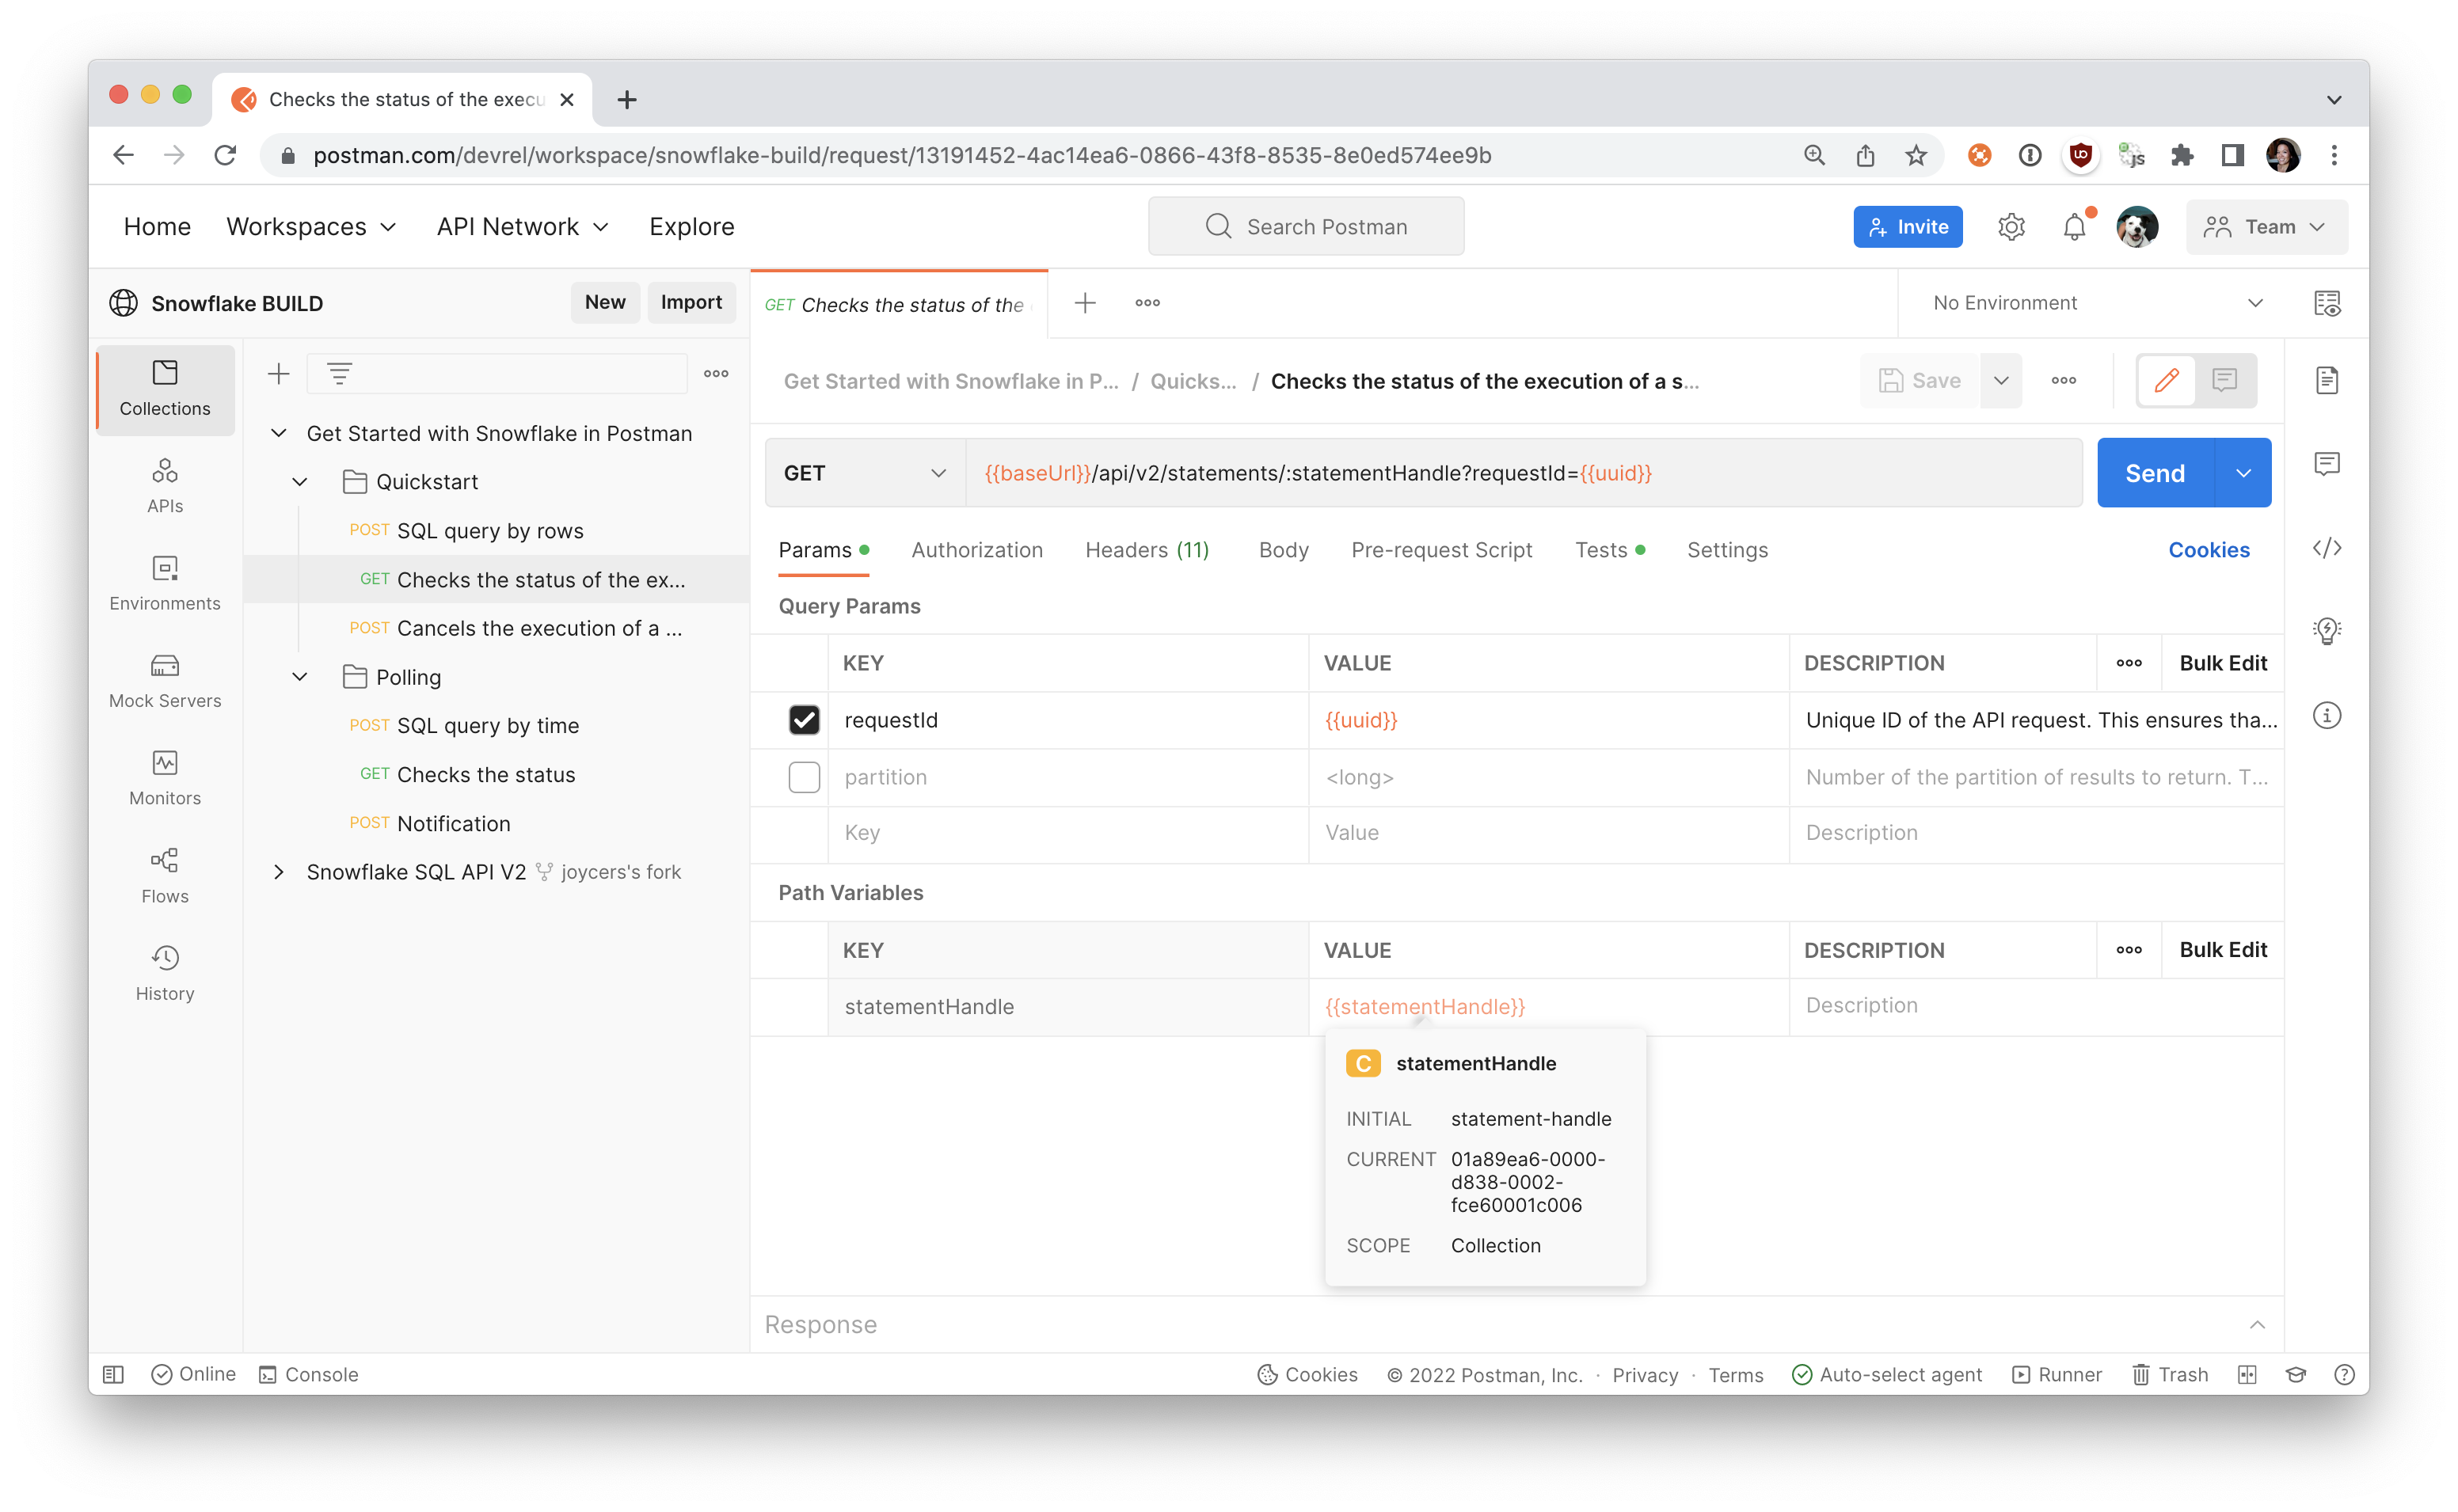 Checks the status of the execu
postman.com/devrel/workspace/snowflake-build/request/13191452-4ac14ea6-0866-43f8-8535-8e0ed574ee9b
Home Workspaces API Network Explore Search Postman Invite Team
Snowflake BUILD New Import
GET Checks the status of the
No Environment
Collections
APIs
Environments
Mock Servers
Monitors
Flows
History
Get Started with Snowflake in Postman
Quickstart
POST SQL query by rows
GET Checks the status of the ex...
POST Cancels the execution of a ...
Polling
POST SQL query by time
GET Checks the status
POST Notification
Snowflake SQL API V2 joycers's fork
Get Started with Snowflake in P... / Quicks... / Checks the status of the execution of a s...
Save
GET {{baseUrl}}/api/v2/statements/:statementHandle?requestId={{uuid}} Send
Params Authorization Headers (11) Body Pre-request Script Tests Settings Cookies
Query Params
KEY VALUE DESCRIPTION Bulk Edit
requestId {{uuid}} Unique ID of the API request. This ensures tha...
partition <long> Number of the partition of results to return. T...
Key Value Description
Path Variables
KEY VALUE DESCRIPTION Bulk Edit
statementHandle {{statementHandle}} Description
C statementHandle
INITIAL statement-handle
CURRENT 01a89ea6-0000-
d838-0002-
fce60001c006
SCOPE Collection
Response
Online Console Cookies © 2022 Postman, Inc. · Privacy · Terms Auto-select agent Runner Trash